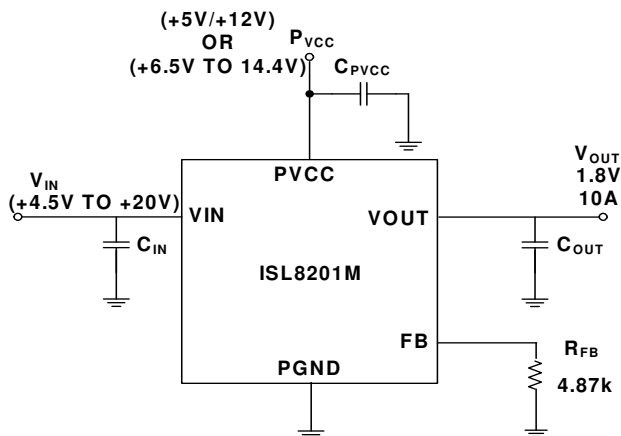 (+5V/+12V)
OR
(+6.5V TO 14.4V)
PVCC
CPVCC
VIN
(+4.5V TO +20V)
CIN
PVCC
VIN
VOUT
ISL8201M
FB
PGND
VOUT
1.8V
10A
COUT
RFB
4.87k